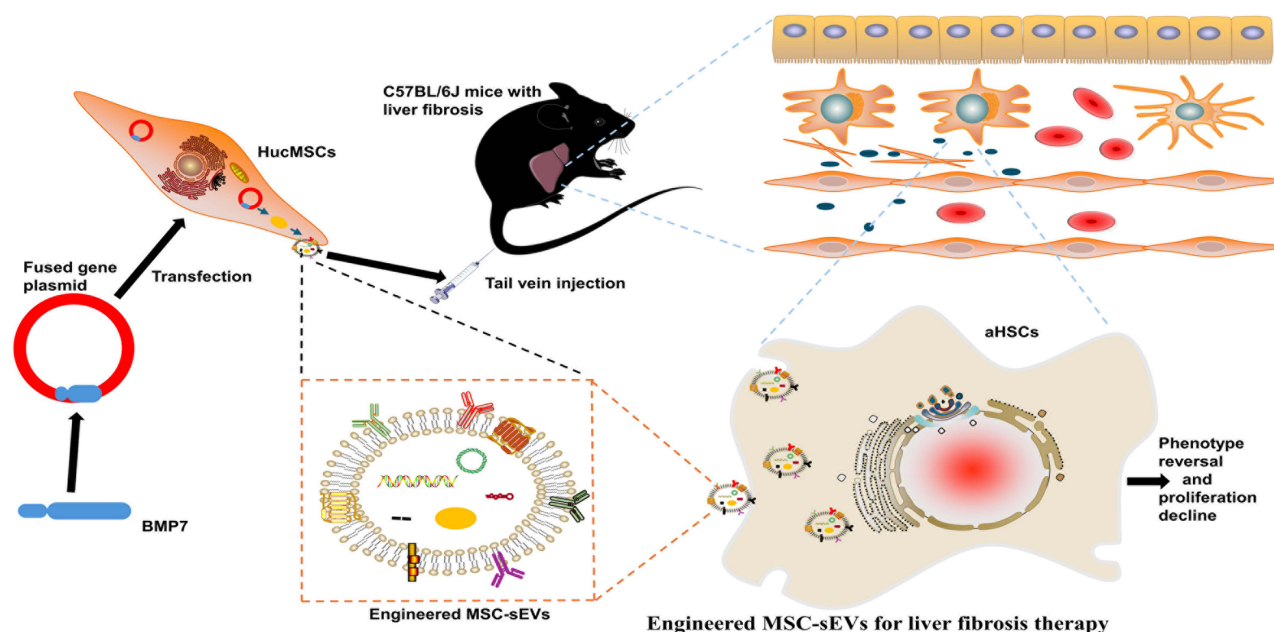 C57BL/6J mice with
liver fibrosis
HucMSCs
Fused gene
plasmid
Transfection
Tail vein injection
BMP7
Engineered MSC-sEVs
aHSCs
Phenotype
reversal
and
proliferation
decline
Engineered MSC-sEVs for liver fibrosis therapy